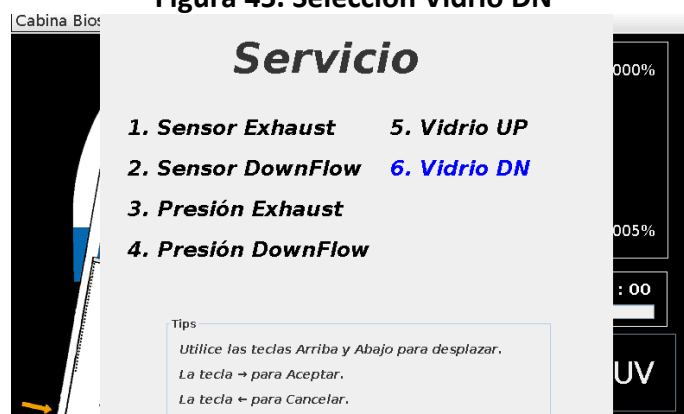 Figura 45. Selección Vidrio DN
Cabina Bios
Servicio
1. Sensor Exhaust
2. Sensor DownFlow
3. Presión Exhaust
4. Presión DownFlow
5. Vidrio UP
6. Vidrio DN
000%
005%
: 00
UV
Tips
Utilice las teclas Arriba y Abajo para desplazar.
La tecla → para Aceptar.
La tecla ← para Cancelar.